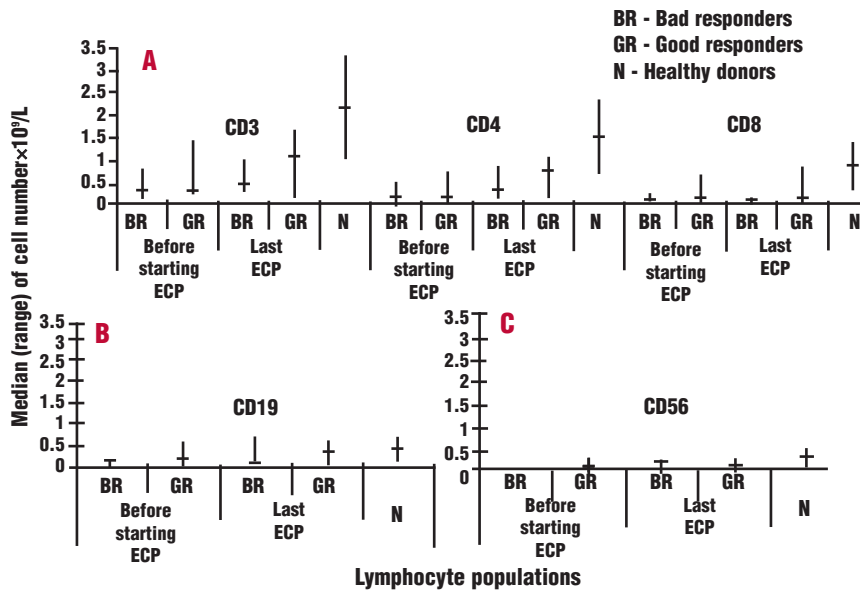 BR - Bad responders
GR - Good responders
N - Healthy donors
Median (range) of cell number×10⁹/L
A
3.5
3
2.5
2
1.5
1
0.5
0
CD3
CD4
CD8
BR GR BR GR N BR GR BR GR N BR GR BR GR N
Before starting ECP
Last ECP
Before starting ECP
Last ECP
Before starting ECP
Last ECP
B
3.5
3
2.5
2
1.5
1
0.5
0
CD19
BR GR BR GR N
Before starting ECP
Last ECP
C
3.5
3
2.5
2
1.5
1
0.5
0
CD56
BR GR BR GR N
Before starting ECP
Last ECP
Lymphocyte populations